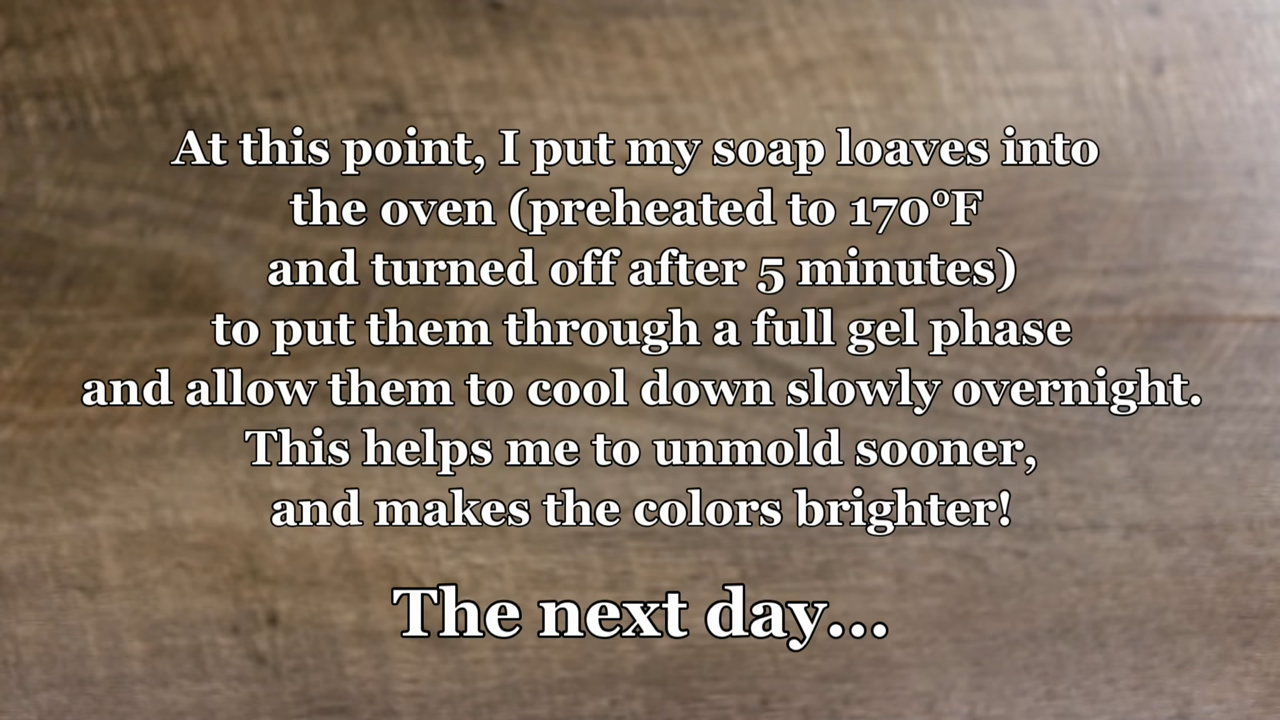 At this point, I put my soap loaves into
the oven (preheated to 170°F
and turned off after 5 minutes)
to put them through a full gel phase
and allow them to cool down slowly overnight.
This helps me to unmold sooner,
and makes the colors brighter!
The next day...